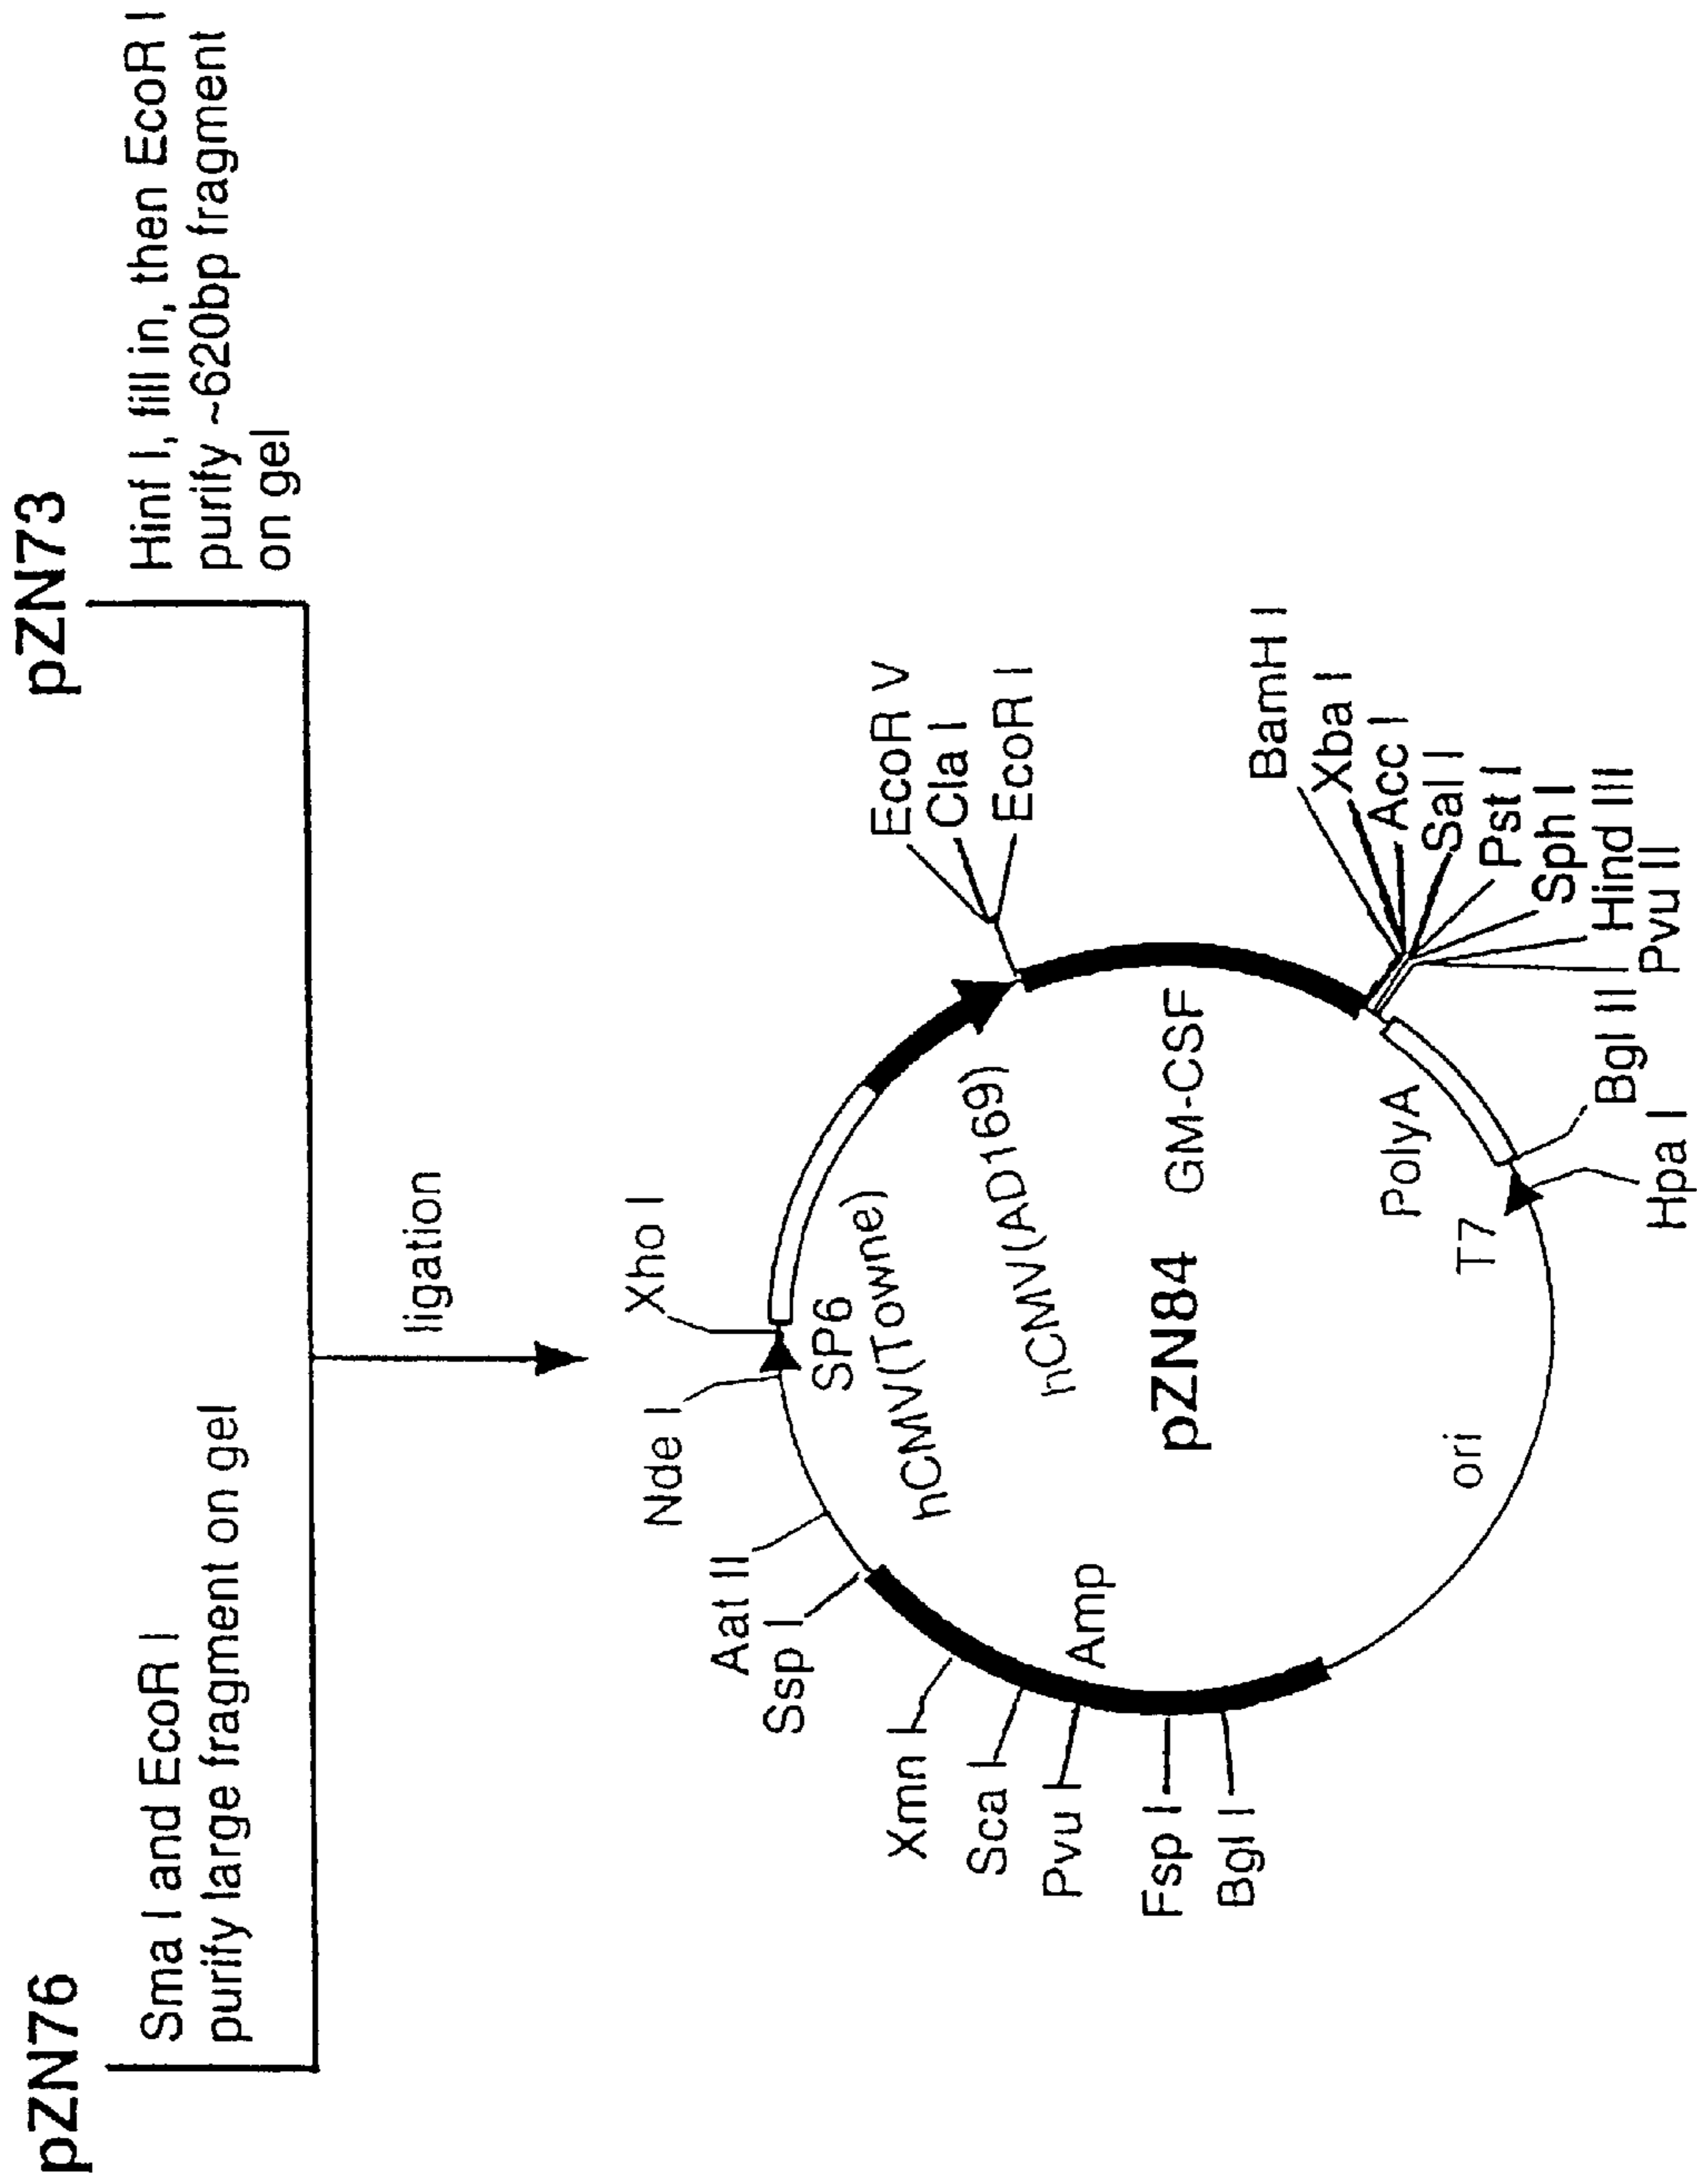 pZN76
Sma I and EcoR I
purify large fragment on gel
pZN73
Hinf I, fill in, then EcoR I
purify ~620bp fragment
on gel
ligation
Xho I
Nde I
Aat II
Ssp I
Xmn I
Sca I
Pvu I
Fsp I
Bgl I
EcoR V
Cla I
EcoR I
BamH I
Xba I
Acc I
Sal I
Pst I
Sph I
Hind III
Pvu II
Bgl II
Hpa I
SP6
hCMV(Towne)
hCMV(AD169)
GM-CSF
PolyA
T7
ori
Amp
pZN84